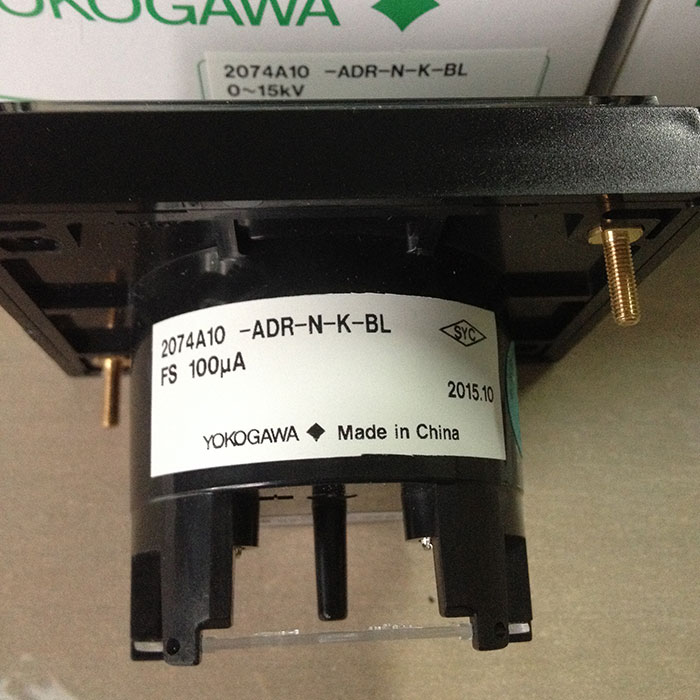 YOKOGAWA
2074A10 -ADR-N-K-BL
0~15kV
2074A10 -ADR-N-K-BL
FS 100μA
SYC
2015.10
YOKOGAWA ◆ Made in China